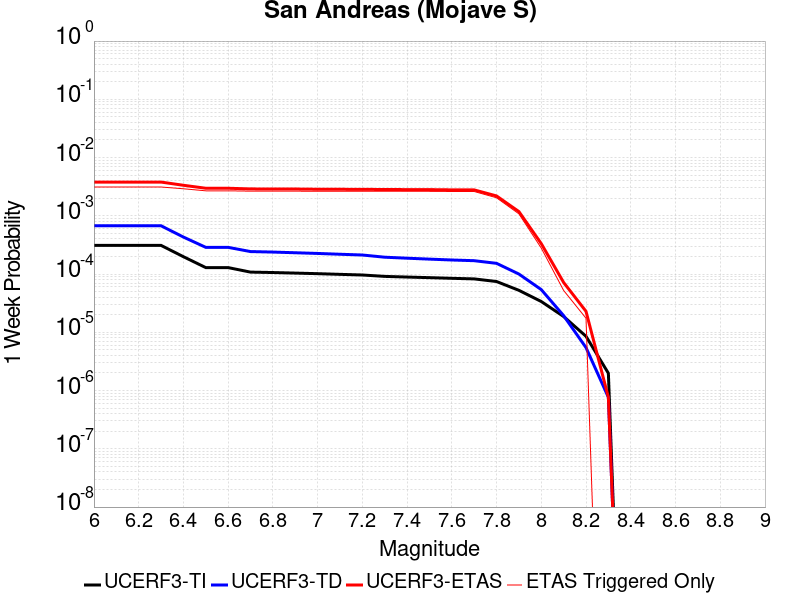 San Andreas (Mojave S)
10^0
10^-1
10^-2
10^-3
10^-4
10^-5
10^-6
10^-7
10^-8
1 Week Probability
6 6.2 6.4 6.6 6.8 7 7.2 7.4 7.6 7.8 8 8.2 8.4 8.6 8.8 9
Magnitude
UCERF3-TI UCERF3-TD UCERF3-ETAS ETAS Triggered Only